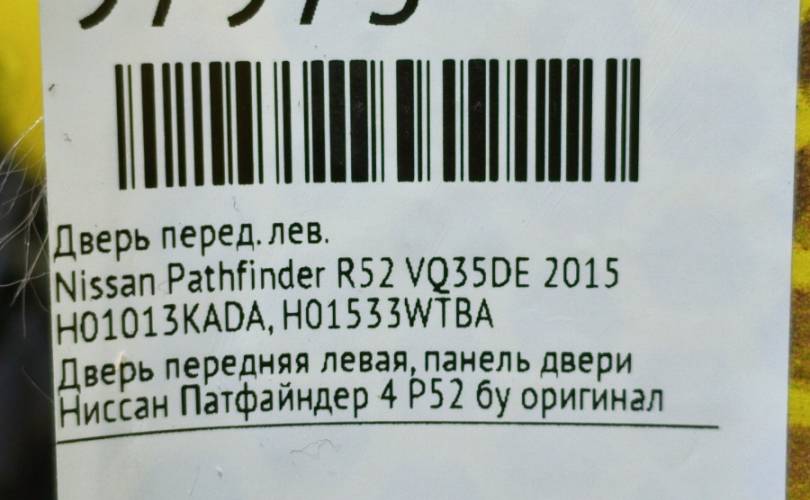 Дверь перед. лев.
Nissan Pathfinder R52 VQ35DE 2015
H01013KADA, H01533WTBA
Дверь передняя левая, панель двери
Ниссан Патфайндер 4 Р52 бу оригинал